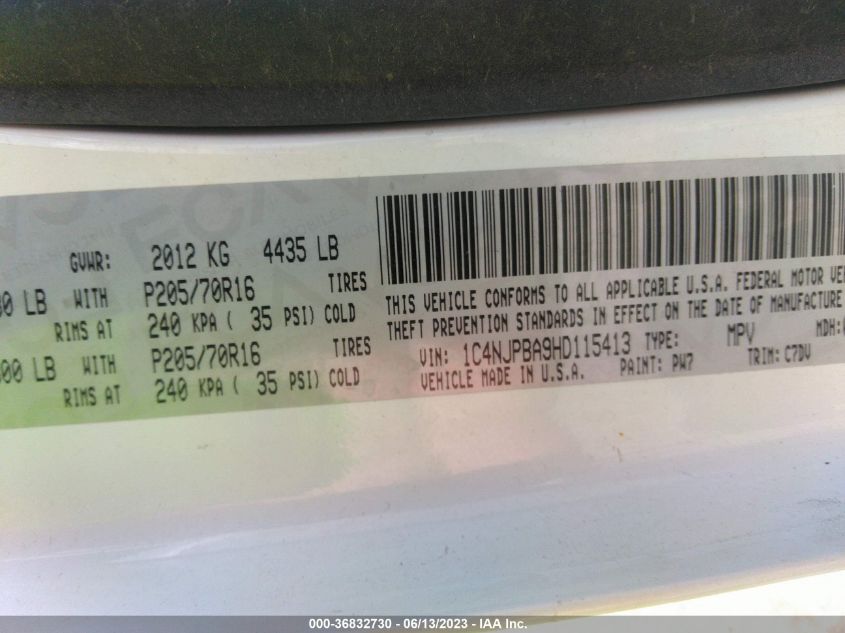 GVWR: 2012 KG 4435 LB
LB WITH P205/70R16 TIRES
RIMS AT 240 KPA ( 35 PSI) COLD
LB WITH P205/70R16 TIRES
RIMS AT 240 KPA ( 35 PSI) COLD
THIS VEHICLE CONFORMS TO ALL APPLICABLE U.S.A. FEDERAL MOTOR
THEFT PREVENTION STANDARDS IN EFFECT ON THE DATE OF MANUFACTURE
VIN: 1C4NJPBA9HD115413 TYPE: MPV MDH:
VEHICLE MADE IN U.S.A. PAINT: PW7 TRIM: C7DV
000-36832730 - 06/13/2023 - © IAA Inc.